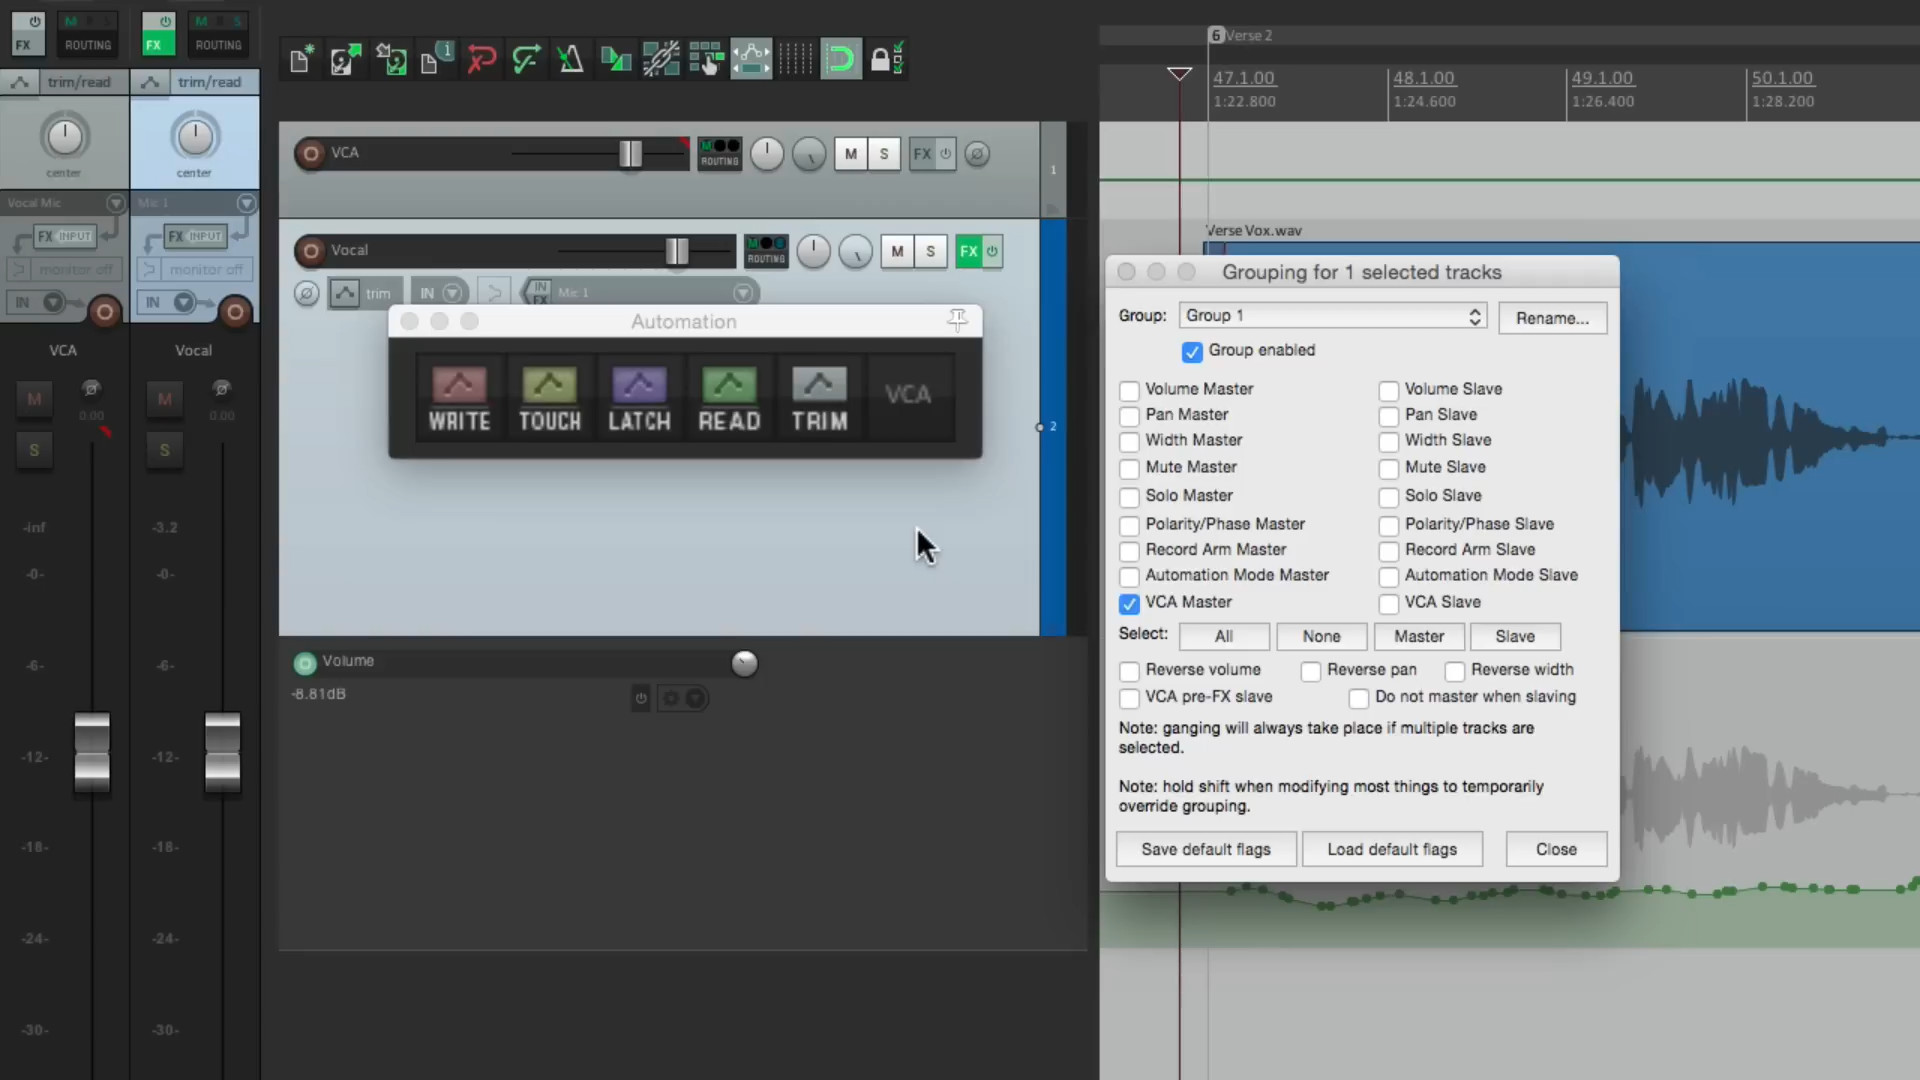 FX
M R S
ROUTING
FX
M R S
ROUTING
trim/read
trim/read
center
center
Vocal Mic
Mic 1
FX INPUT
FX INPUT
monitor off
monitor off
IN
IN
VCA
Vocal
M
0.00
M
0.00
S
S
-inf
-3.2
-0-
-0-
-6-
-6-
-12-
-12-
-18-
-18-
-24-
-24-
-30-
-30-
VCA
M
ROUTING
M
S
FX
1
Vocal
M
S
ROUTING
M
S
FX
trim
IN
IN
FX
Mic 1
2
Automation
WRITE
TOUCH
LATCH
READ
TRIM
VCA
Volume
-8.81dB
6
Verse 2
47.1.00
1:22.800
48.1.00
1:24.600
49.1.00
1:26.400
50.1.00
1:28.200
Verse Vox.wav
Grouping for 1 selected tracks
Group:
Group 1
Rename...
Group enabled
Volume Master
Volume Slave
Pan Master
Pan Slave
Width Master
Width Slave
Mute Master
Mute Slave
Solo Master
Solo Slave
Polarity/Phase Master
Polarity/Phase Slave
Record Arm Master
Record Arm Slave
Automation Mode Master
Automation Mode Slave
VCA Master
VCA Slave
Select:
All
None
Master
Slave
Reverse volume
Reverse pan
Reverse width
VCA pre-FX slave
Do not master when slaving
Note: ganging will always take place if multiple tracks are
selected.
Note: hold shift when modifying most things to temporarily
override grouping.
Save default flags
Load default flags
Close